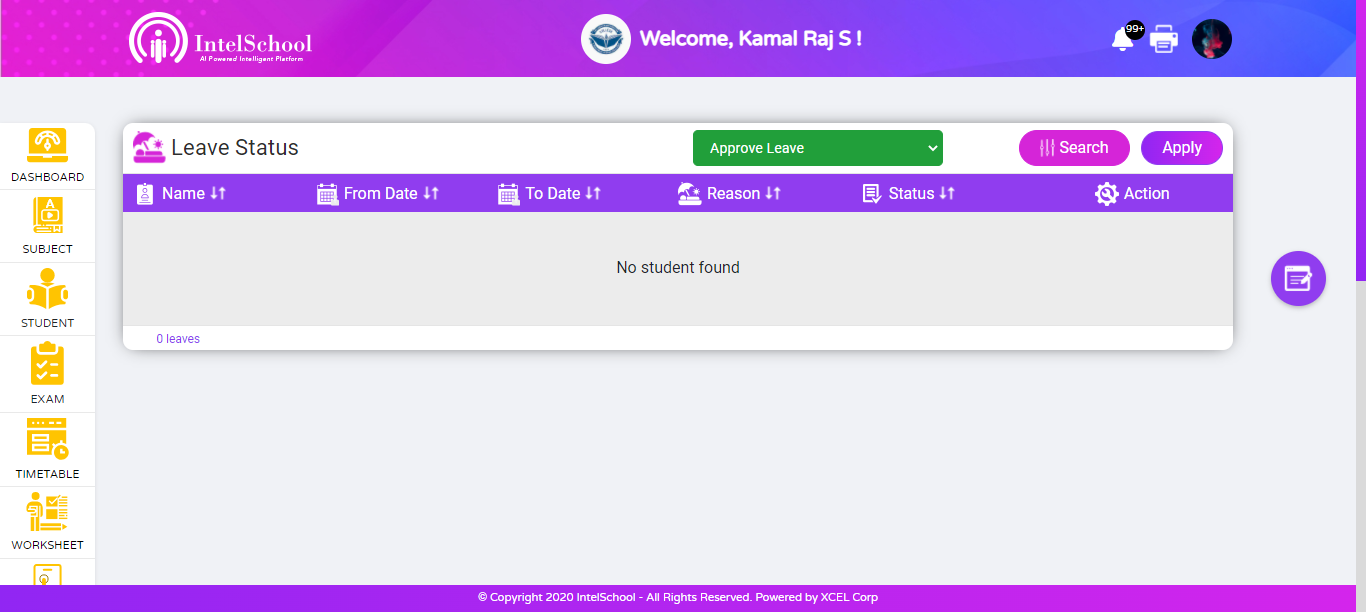 IntelSchool
AI Powered Intelligent Platform
Welcome, Kamal Raj S !
99+
DASHBOARD
SUBJECT
STUDENT
EXAM
TIMETABLE
WORKSHEET
Leave Status
Approve Leave
Search
Apply
Name
From Date
To Date
Reason
Status
Action
No student found
0 leaves
© Copyright 2020 IntelSchool - All Rights Reserved. Powered by XCEL Corp